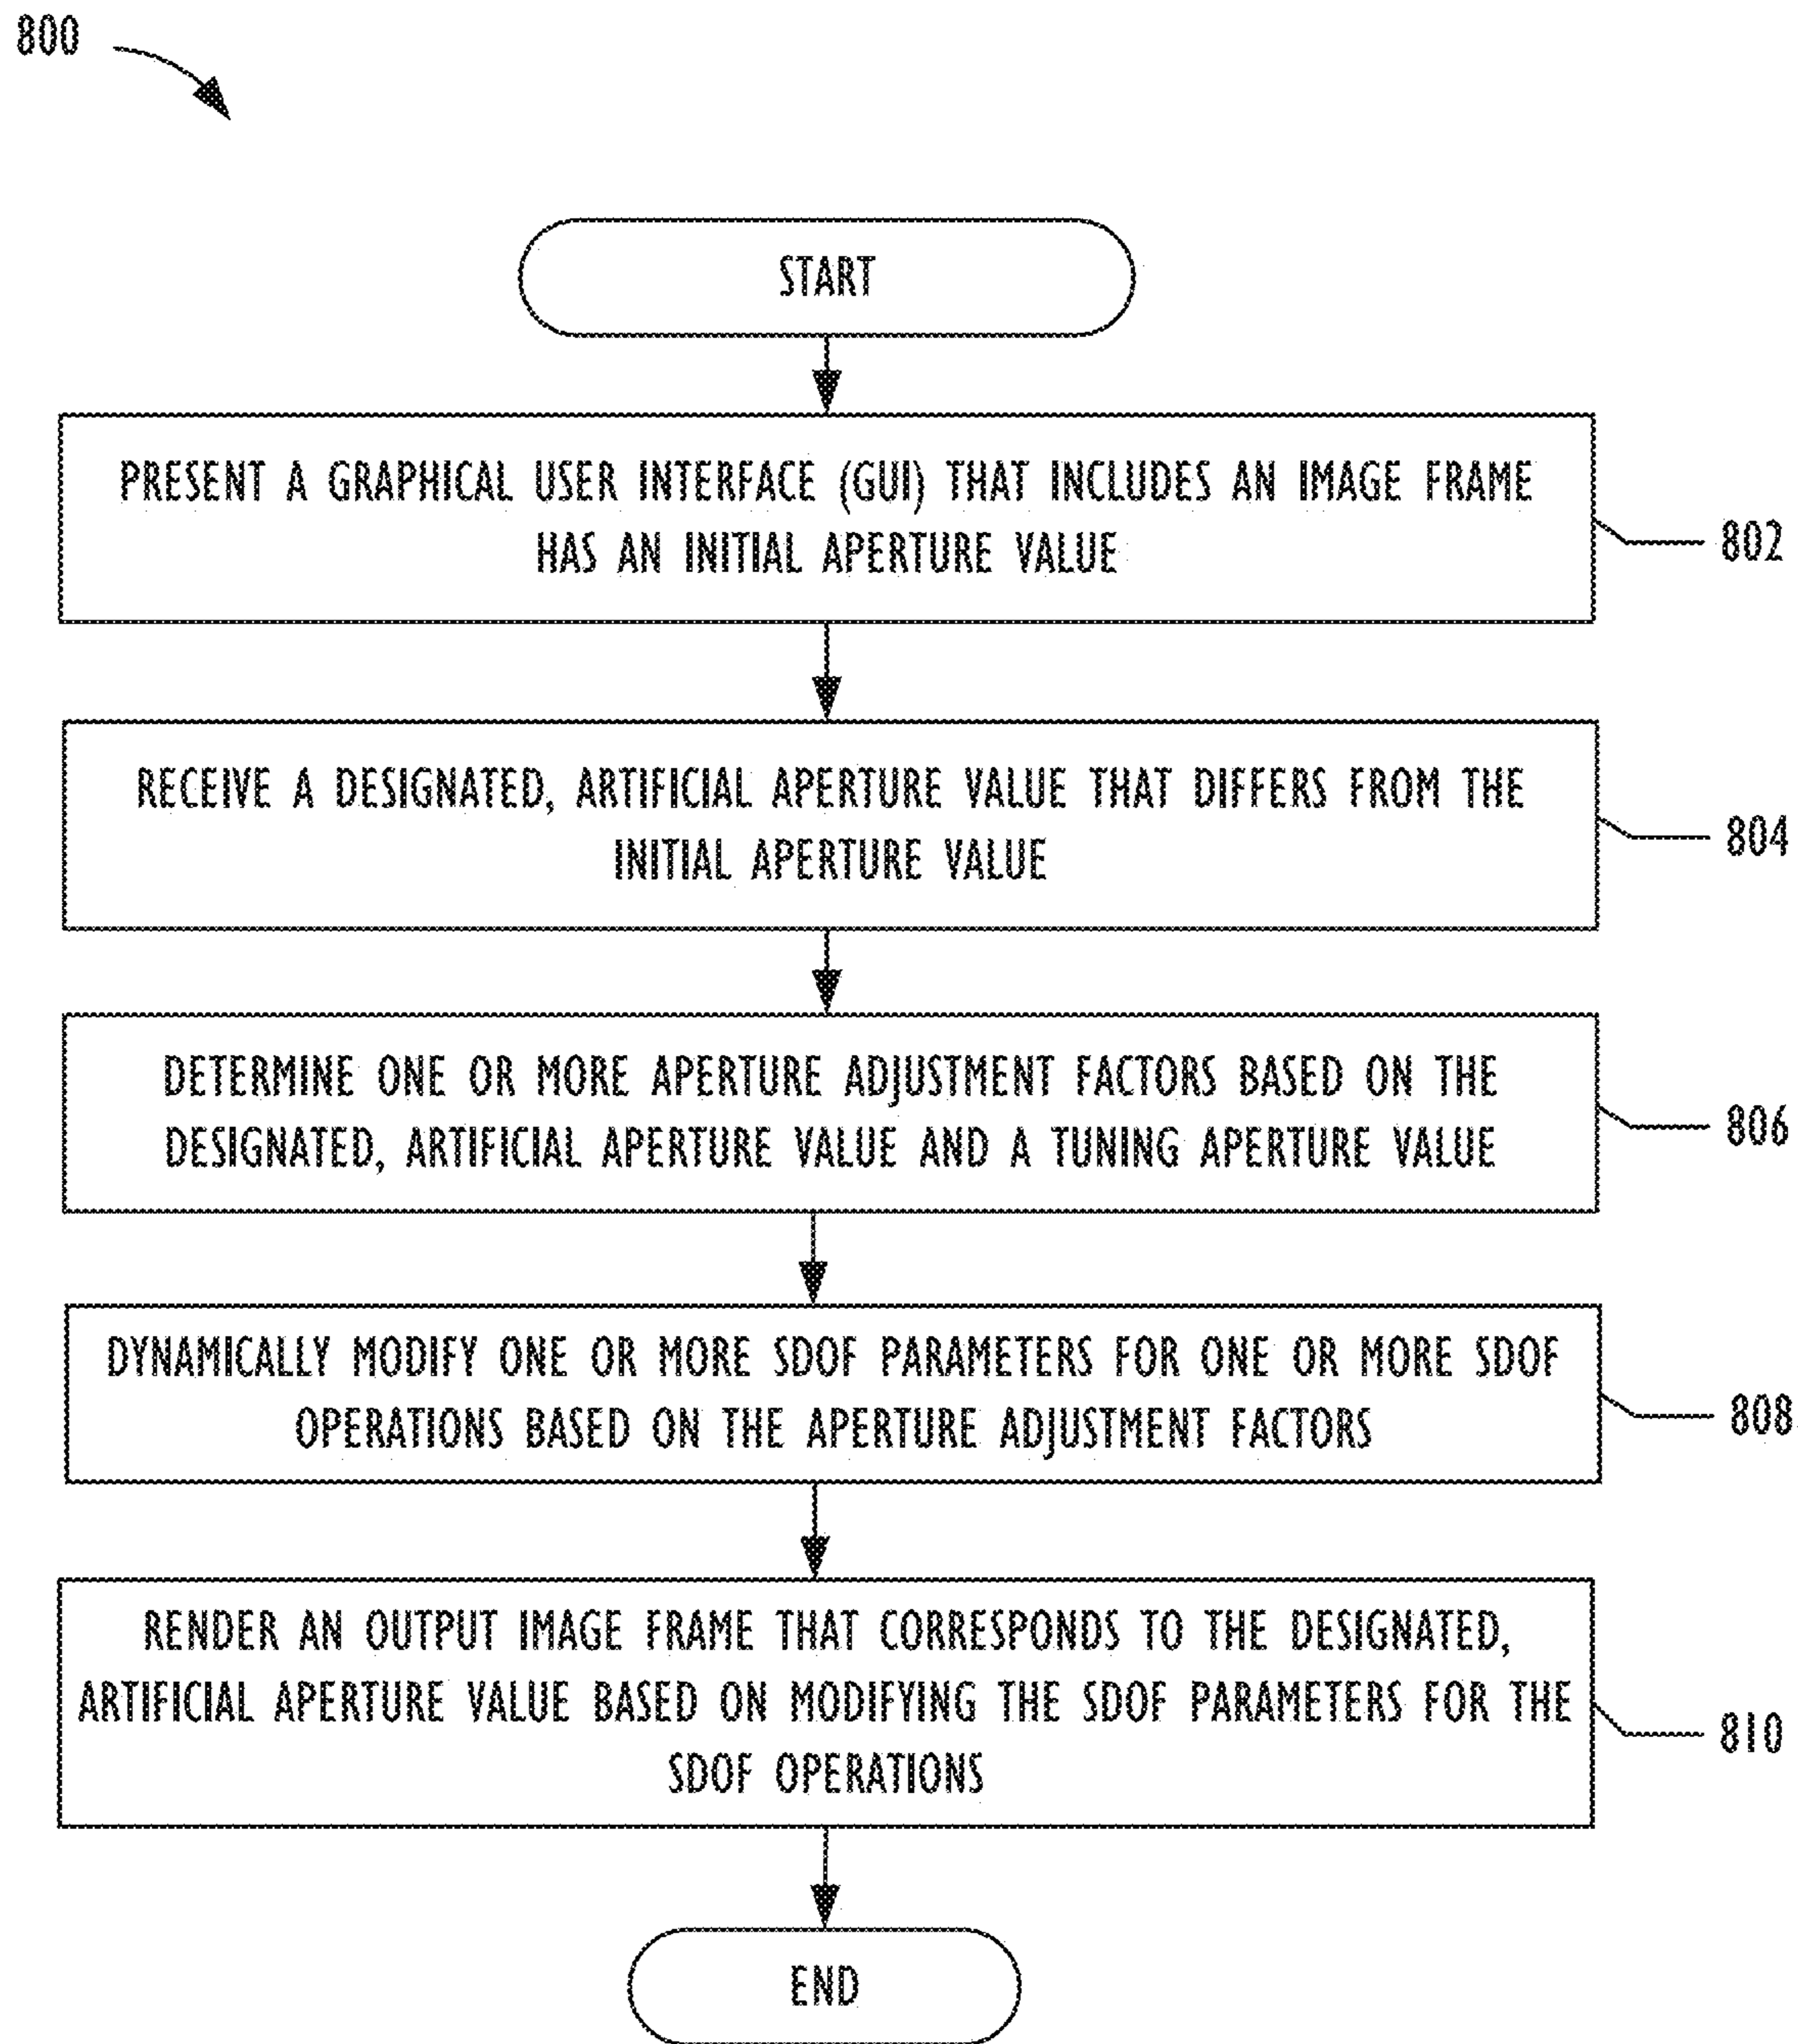 800
START
PRESENT A GRAPHICAL USER INTERFACE (GUI) THAT INCLUDES AN IMAGE FRAME
HAS AN INITIAL APERTURE VALUE
802
RECEIVE A DESIGNATED, ARTIFICIAL APERTURE VALUE THAT DIFFERS FROM THE
INITIAL APERTURE VALUE
804
DETERMINE ONE OR MORE APERTURE ADJUSTMENT FACTORS BASED ON THE
DESIGNATED, ARTIFICIAL APERTURE VALUE AND A TUNING APERTURE VALUE
806
DYNAMICALLY MODIFY ONE OR MORE SDOF PARAMETERS FOR ONE OR MORE SDOF
OPERATIONS BASED ON THE APERTURE ADJUSTMENT FACTORS
808
RENDER AN OUTPUT IMAGE FRAME THAT CORRESPONDS TO THE DESIGNATED,
ARTIFICIAL APERTURE VALUE BASED ON MODIFYING THE SDOF PARAMETERS FOR THE
SDOF OPERATIONS
810
END